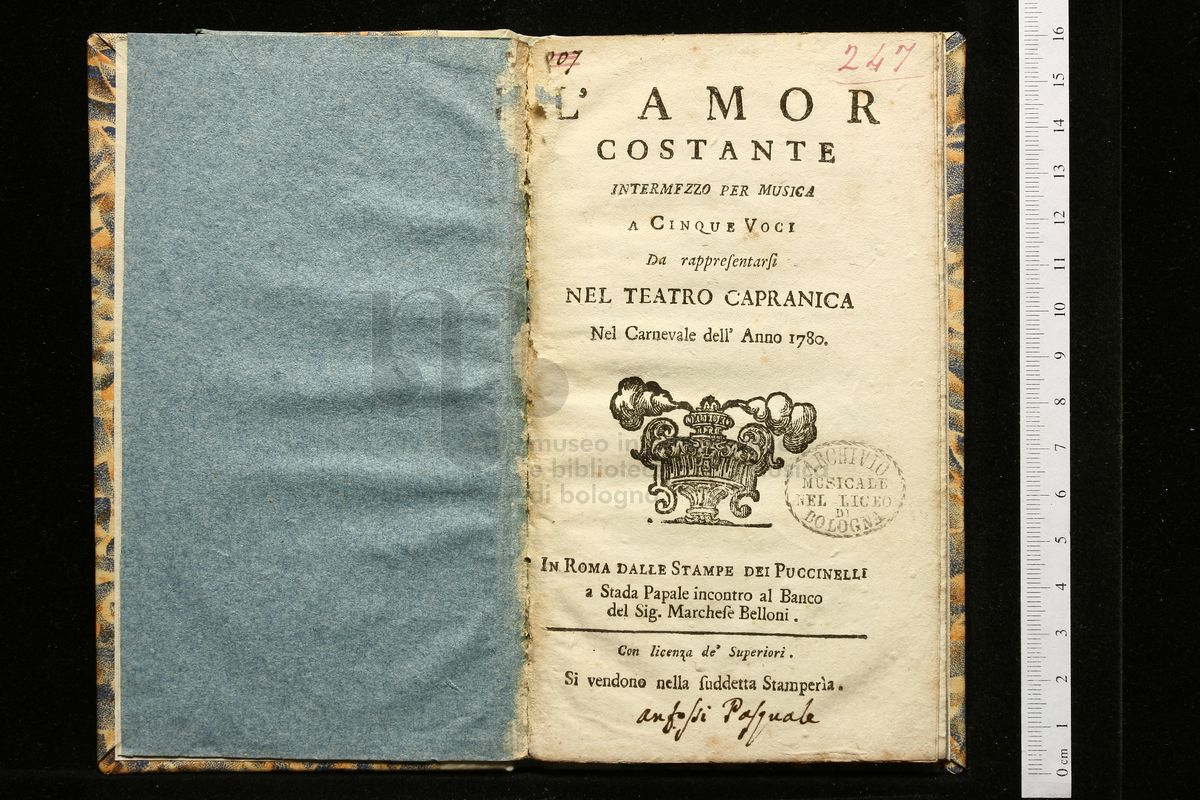 907
247
L' AMOR
COSTANTE
INTERMEZZO PER MUSICA
A CINQUE VOCI
Da rappreſentarſi
NEL TEATRO CAPRANICA
Nel Carnevale dell' Anno 1780.
museo
e bibliotec
di bologna
ARCHIVIO
MUSICALE
NEL LICEO
DI
BOLOGNA
IN ROMA DALLE STAMPE DEI PUCCINELLI
a Stada Papale incontro al Banco
del Sig. Marcheſe Belloni.
Con licenza de' Superiori.
Si vendono nella ſuddetta Stamperìa.
anfoſsi Paſquale
16
15
14
13
12
11
10
9
8
7
6
5
4
3
2
1
0 cm